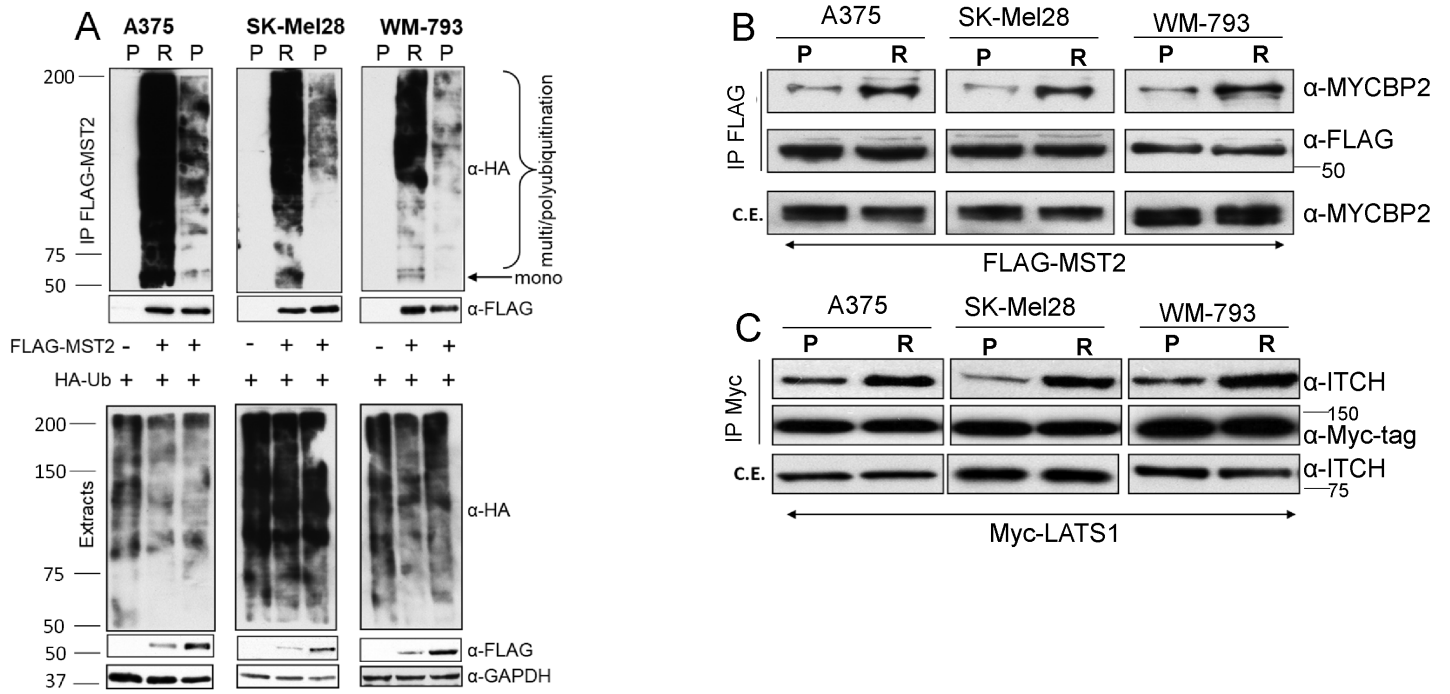 A
A375 SK-Mel28 WM-793
P R P P R P P R P
IP FLAG-MST2
200
75
50
α-HA
multi/polyubiquitination
mono
α-FLAG
FLAG-MST2 - + + - + + - + +
HA-Ub + + + + + + + + +
Extracts
200
150
75
50
α-HA
50
α-FLAG
37
α-GAPDH
B
A375 SK-Mel28 WM-793
P R P R P R
IP FLAG
α-MYCBP2
α-FLAG
50
C.E.
α-MYCBP2
FLAG-MST2
C
A375 SK-Mel28 WM-793
P R P R P R
IP Myc
α-ITCH
150
α-Myc-tag
C.E.
α-ITCH
75
Myc-LATS1